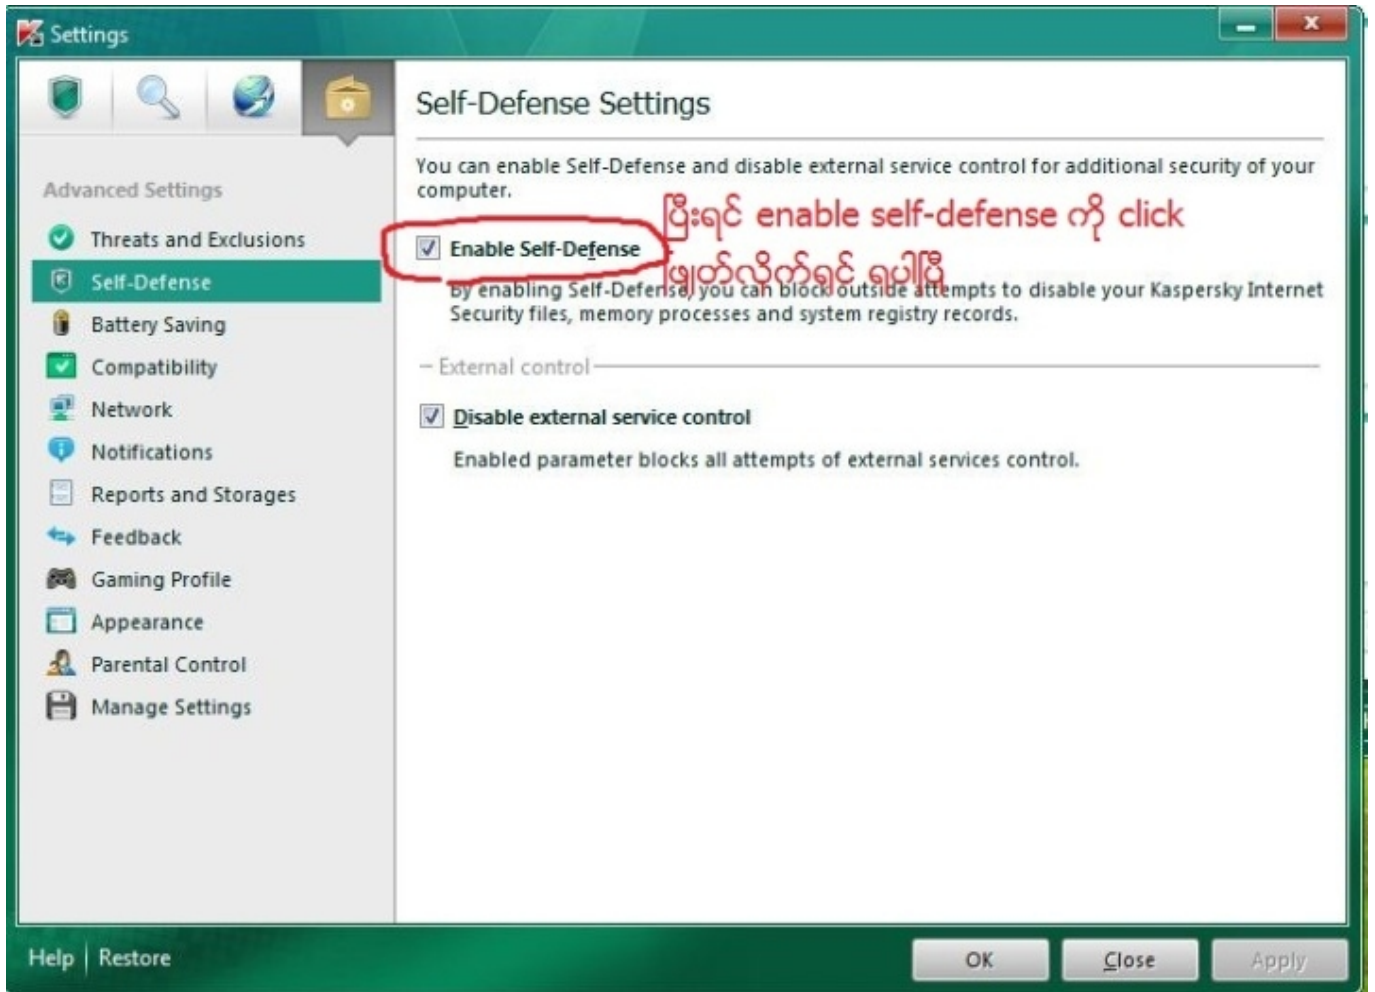 Settings
Self-Defense Settings
You can enable Self-Defense and disable external service control for additional security of your
computer.
ပြီးရင် enable self-defense ကို click
ဖျတ်လိုက်ရင် ရပါပြီ
Enable Self-Defense
By enabling Self-Defense, you can block outside attempts to disable your Kaspersky Internet
Security files, memory processes and system registry records.
External control
Disable external service control
Enabled parameter blocks all attempts of external services control.
Advanced Settings
Threats and Exclusions
Self-Defense
Battery Saving
Compatibility
Network
Notifications
Reports and Storages
Feedback
Gaming Profile
Appearance
Parental Control
Manage Settings
Help | Restore
OK
Close
Apply